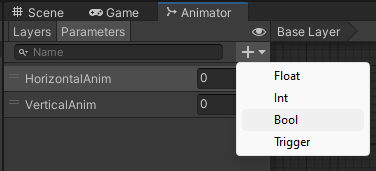 Scene Game Animator
Layers Parameters Base Layer
Name
HorizontalAnim 0
VerticalAnim 0
Float
Int
Bool
Trigger